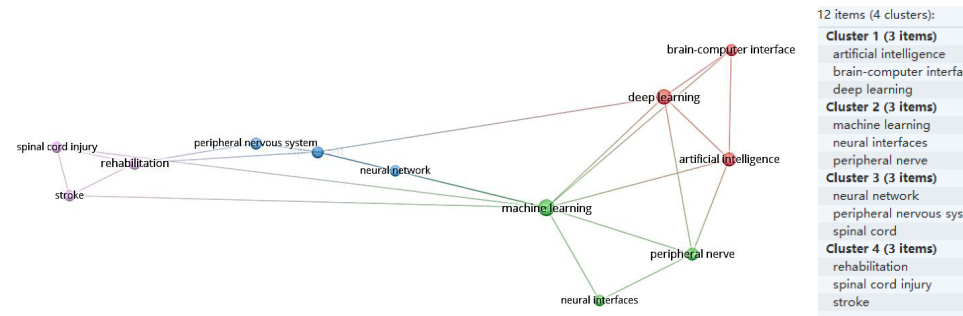 brain-computer interface
deep learning
peripheral nervous system
spinal cord injury
rehabilitation
artificial intelligence
neural network
stroke
machine learning
peripheral nerve
neural interfaces
12 items (4 clusters):
Cluster 1 (3 items)
artificial intelligence
brain-computer interfa
deep learning
Cluster 2 (3 items)
machine learning
neural interfaces
peripheral nerve
Cluster 3 (3 items)
neural network
peripheral nervous sys
spinal cord
Cluster 4 (3 items)
rehabilitation
spinal cord injury
stroke